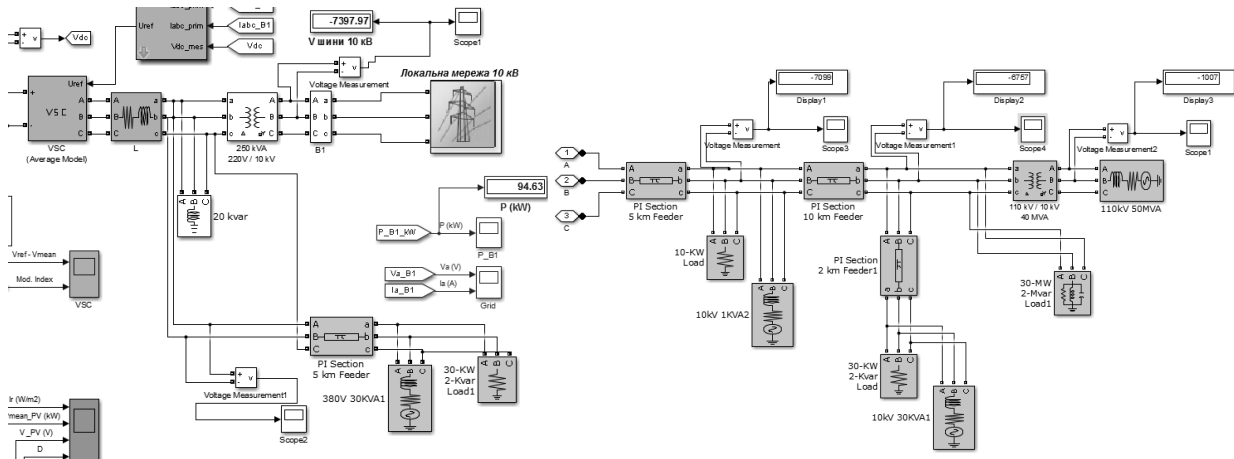 Uref
Iabc_prim
Iabc_B1
Vdc_mes
Vdc
+
-
v
Vdc
-7397.97
V шини 10 кВ
Scope1
Voltage Measurement
Локальна мережа 10 кВ
Uref
VSC
A
B
C
VSC
(Average Model)
L
250 kVA
220V / 10 kV
B1
20 kvar
94.63
P (kW)
P_B1_kW
P (kW)
P_B1
Va_B1
Va (V)
Ia_B1
Ia (A)
Grid
Vref - Vmean
Mod. Index
VSC
PI Section
5 km Feeder
Voltage Measurement1
Scope2
380V 30KVA1
30-KW
2-Kvar
Load1
Ir (W/m2)
V_PV (V)
D
1
A
2
B
3
C
PI Section
5 km Feeder
-7099
Display1
Voltage Measurement
Scope3
PI Section
10 km Feeder
10-KW
Load
10kV 1KVA2
-6757
Display2
Voltage Measurement1
Scope4
PI Section
2 km Feeder1
30-KW
2-Kvar
Load
10kV 30KVA1
110 kV / 10 kV
40 MVA
-1007
Display3
Voltage Measurement2
Scope1
110kV 50MVA
30-MW
2-Mvar
Load1